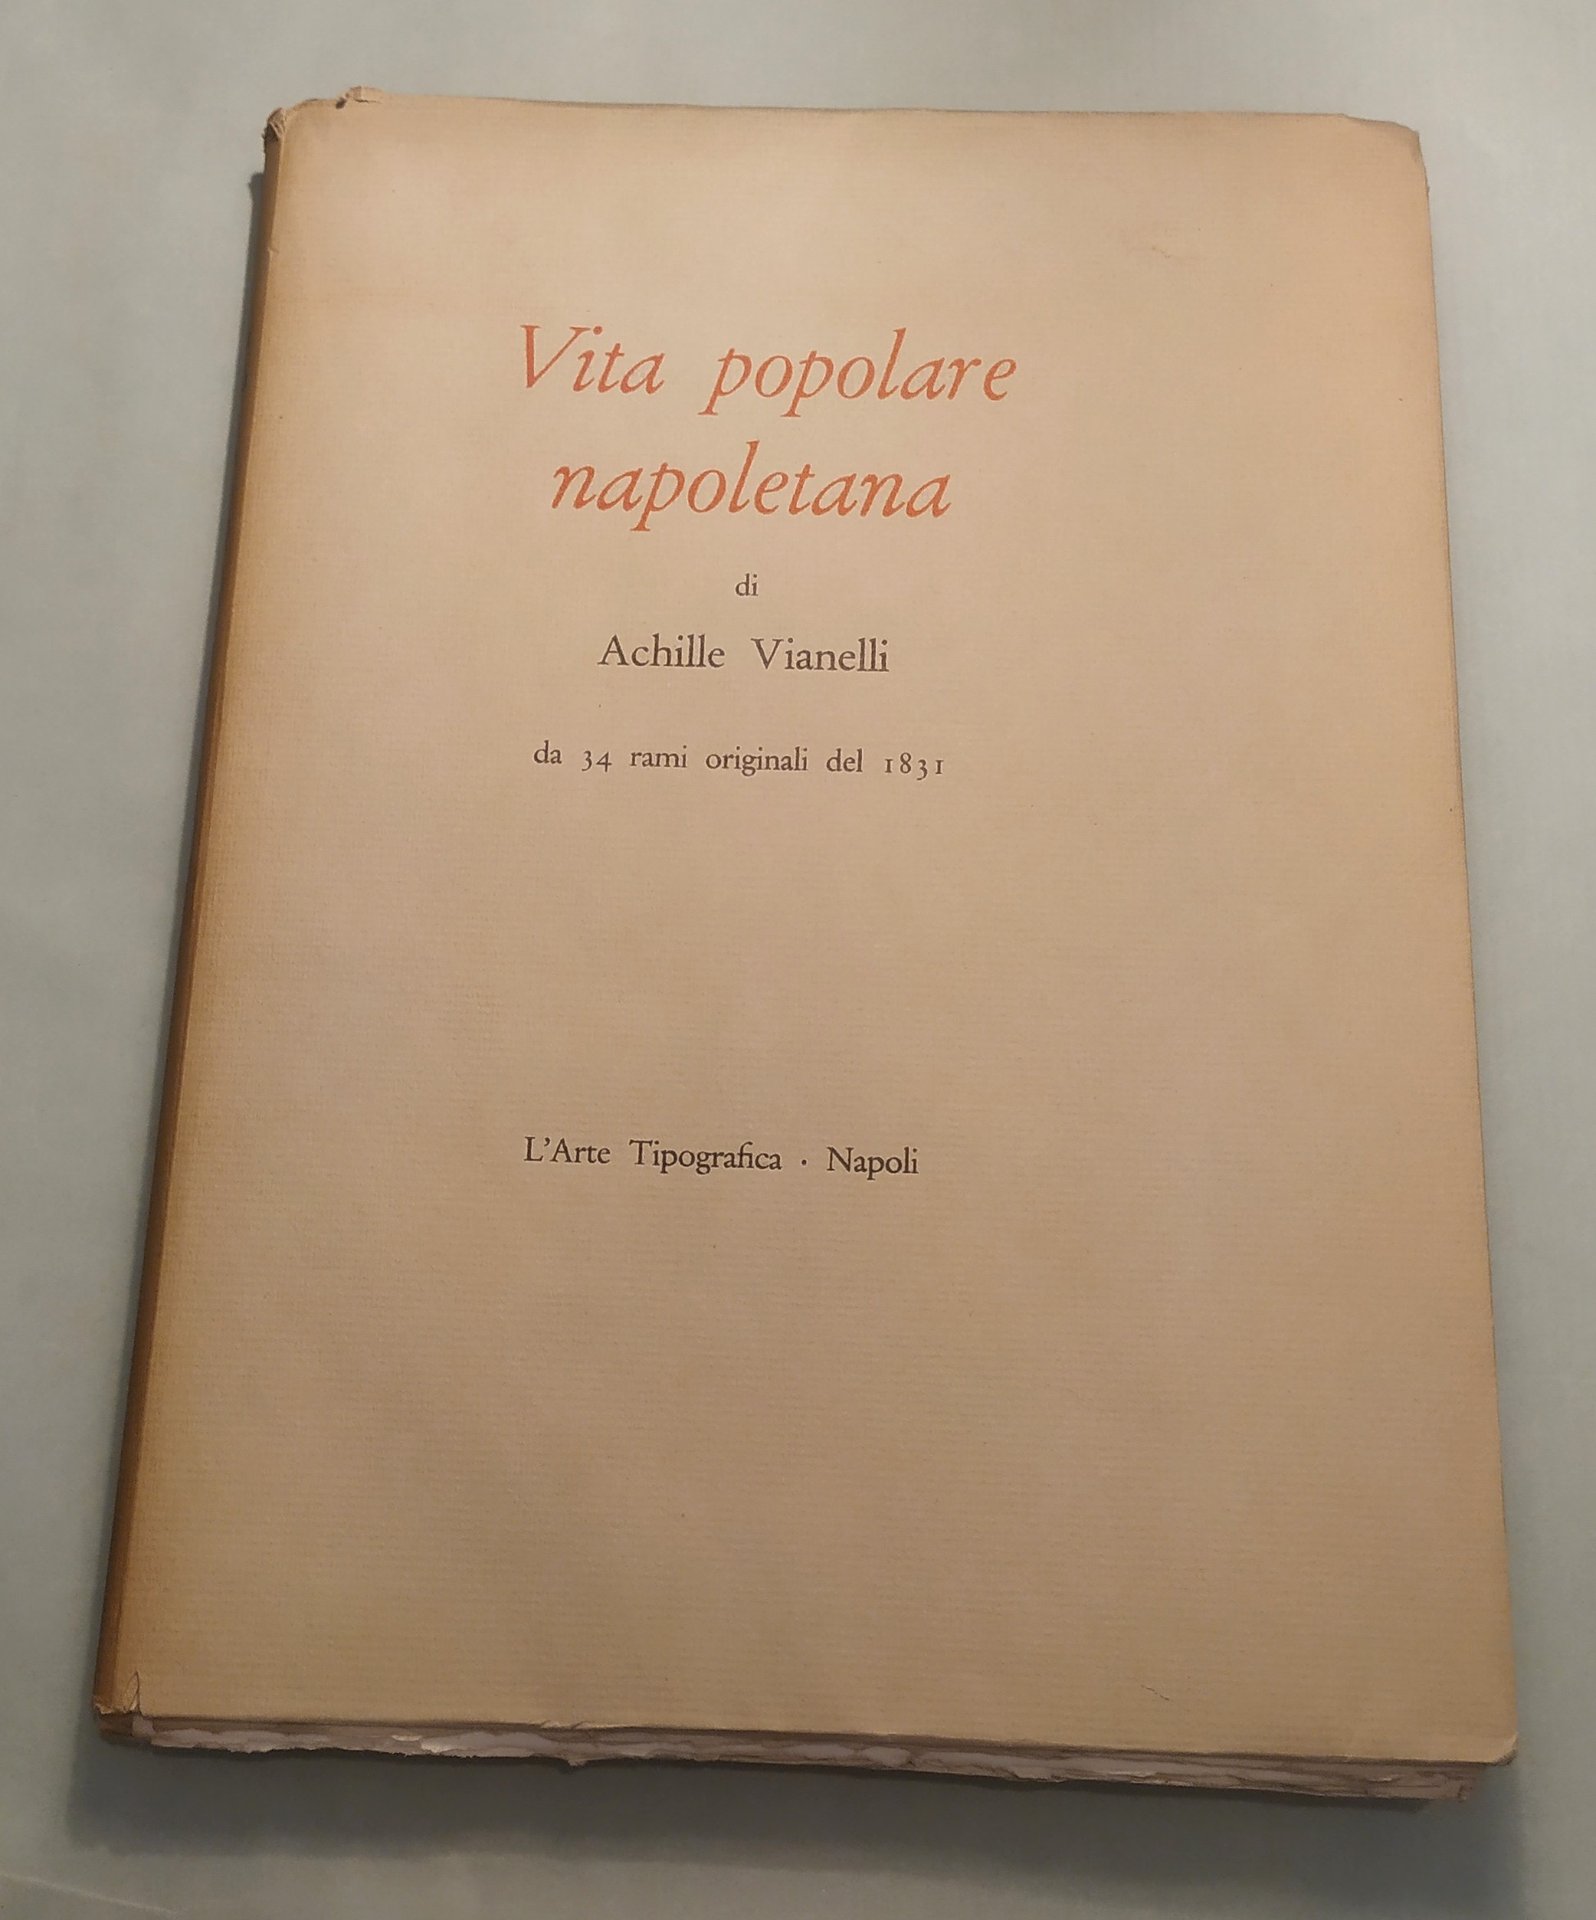 Vita popolare
napoletana
di
Achille Vianelli
da 34 rami originali del 1831
L'Arte Tipografica · Napoli